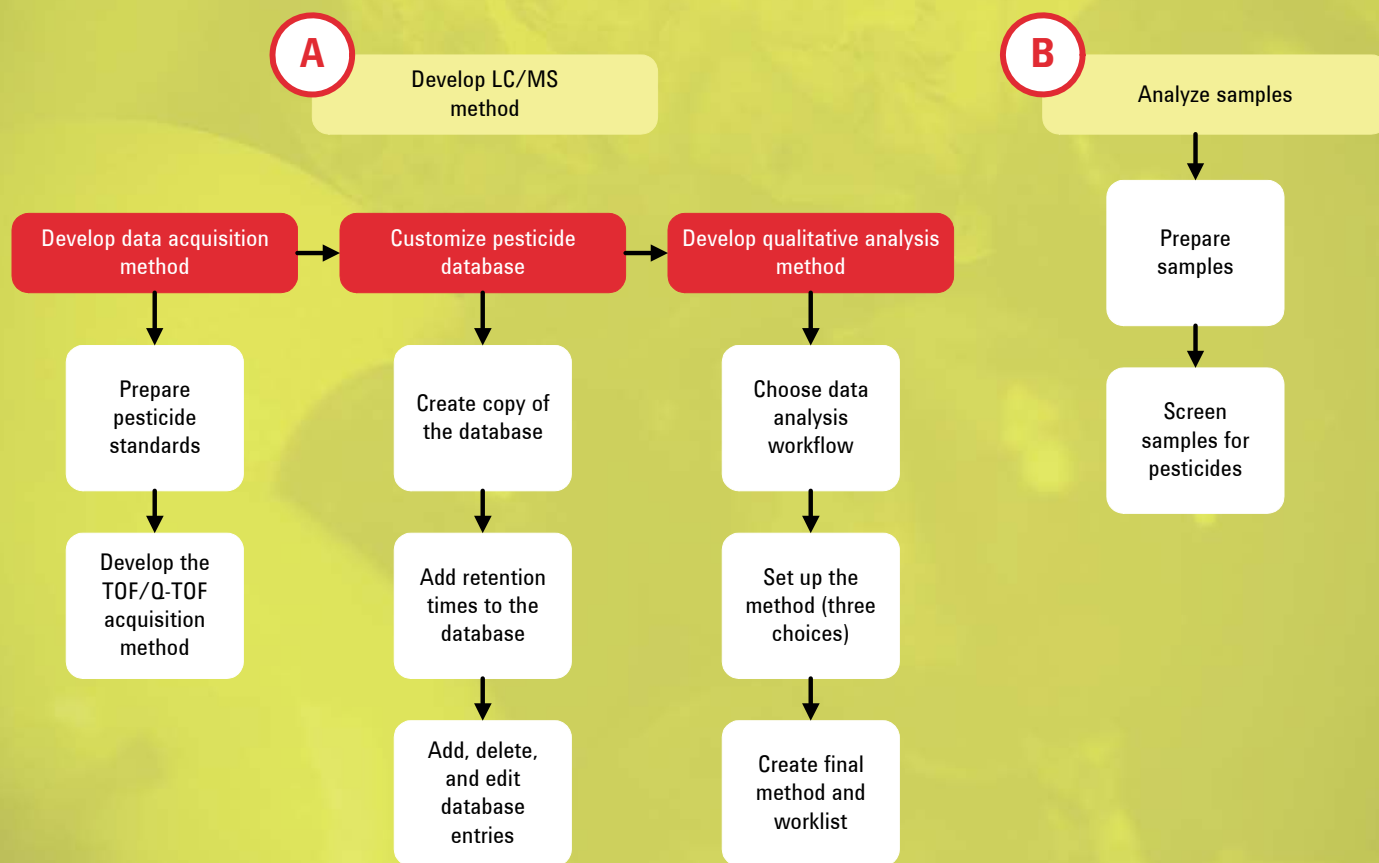 A
Develop LC/MS
method
B
Analyze samples
Develop data acquisition
method
Customize pesticide
database
Develop qualitative analysis
method
Prepare
pesticide
standards
Develop the
TOF/Q-TOF
acquisition
method
Create copy of
the database
Add retention
times to the
database
Add, delete,
and edit
database
entries
Choose data
analysis
workflow
Set up the
method (three
choices)
Create final
method and
worklist
Prepare
samples
Screen
samples for
pesticides